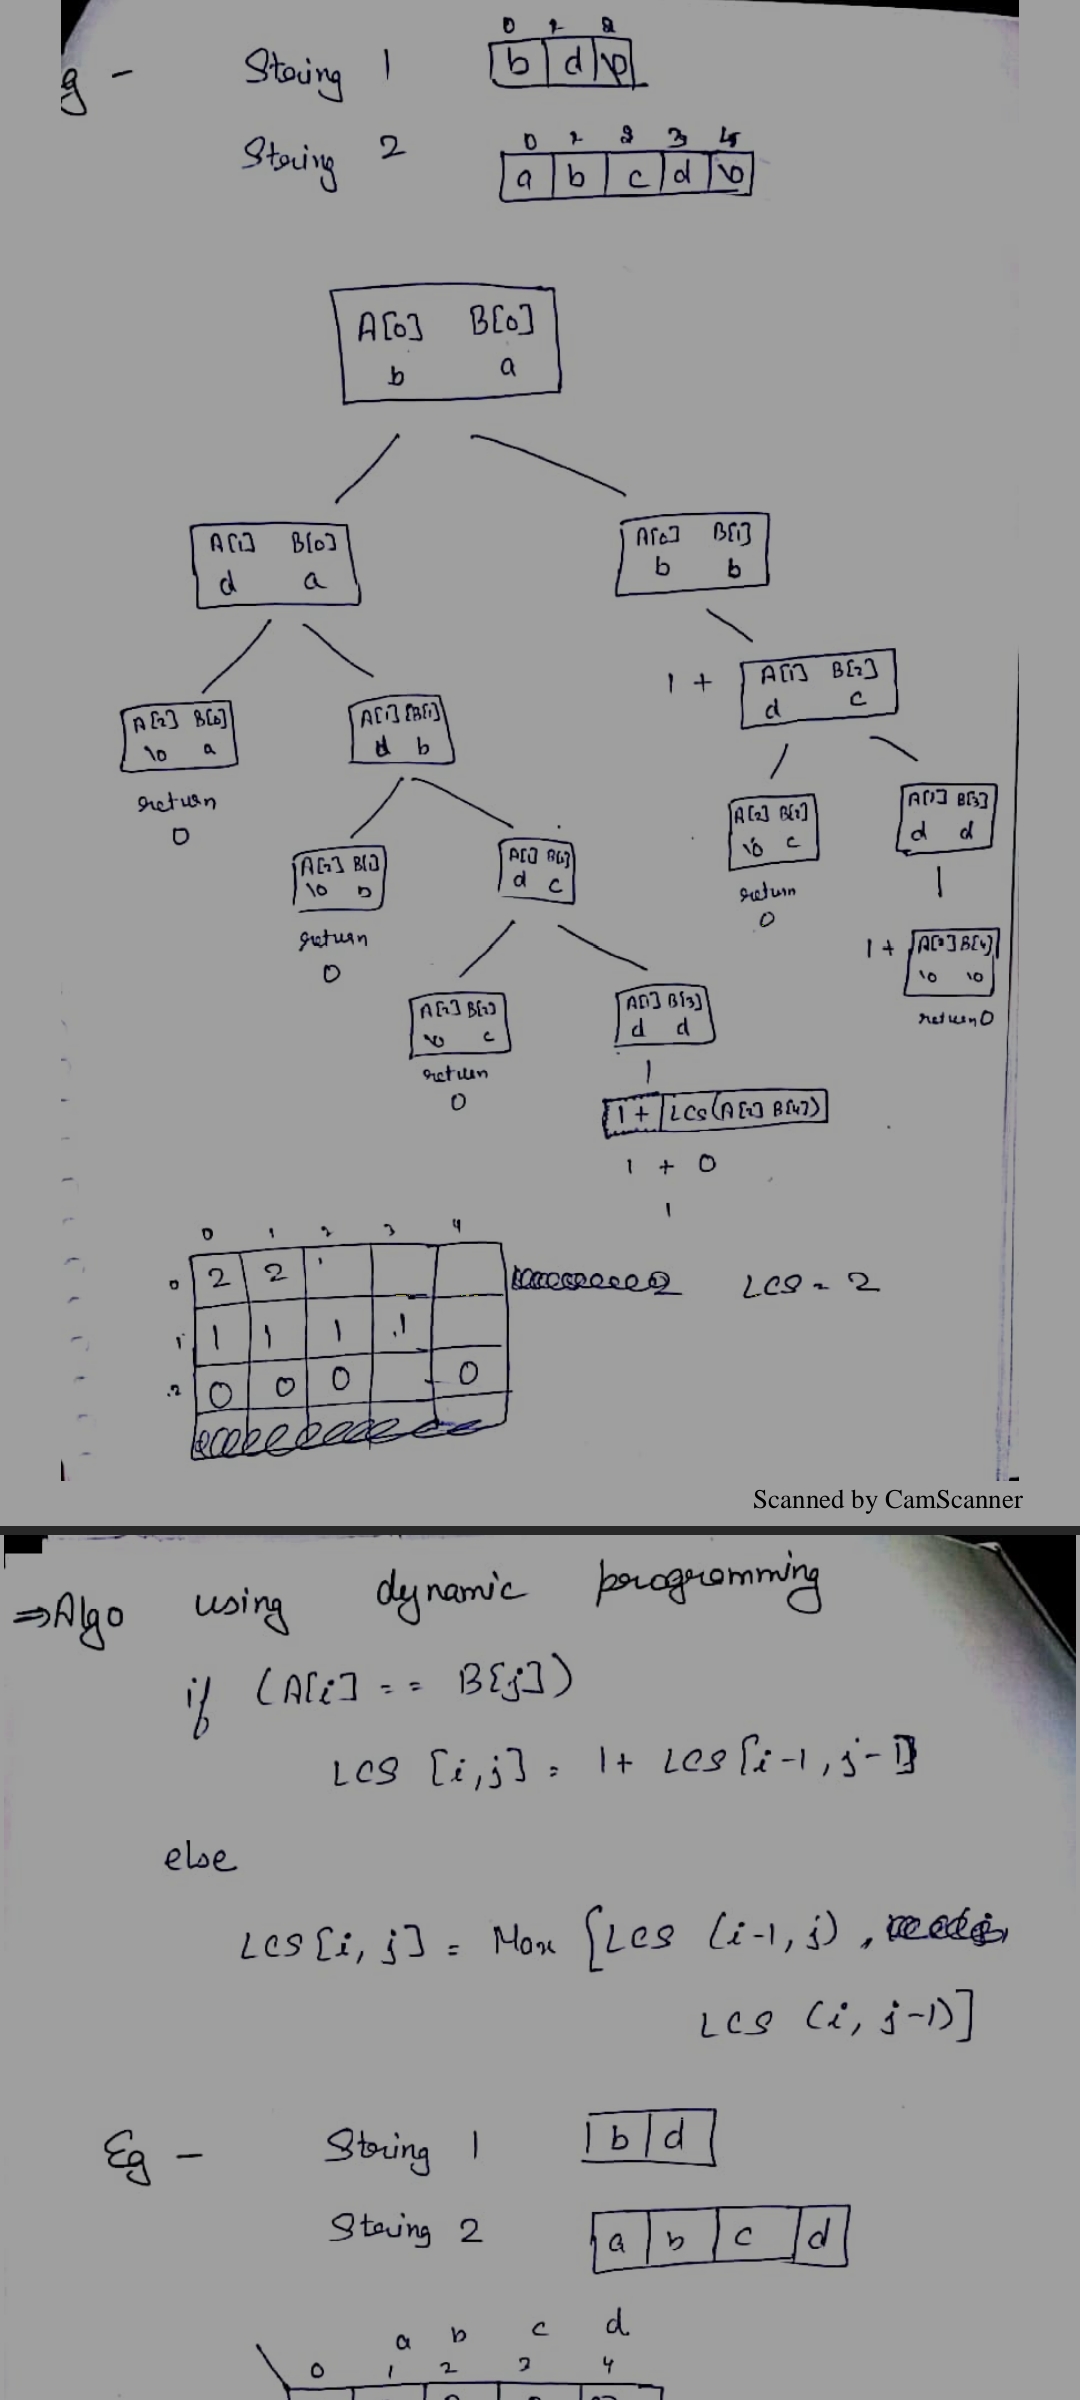 g -
String 1
0 1 2
b d \0
String 2
0 1 2 3 4
a b c d \0
A[0] B[0]
b a
A[1] B[0]
d a
A[0] B[1]
b b
A[2] B[0]
\0 a
return
0
A[1] B[1]
d b
1 +
A[1] B[2]
d c
A[2] B[1]
\0 b
return
0
A[1] B[2]
d c
A[2] B[2]
\0 c
return
0
A[1] B[3]
d d
1 +
A[2] B[4]
\0 \0
return 0
A[2] B[2]
\0 c
return
0
A[1] B[3]
d d
1 + LCS(A[2] B[4])
1 + 0
1
0 1 2 3 4
0 2 2
1 1 1 1 1
2 0 0 0 0
LCS = 2
Scanned by CamScanner
⇒ Algo using dynamic programming
if (A[i] == B[j])
LCS [i,j] = 1+ LCS [i-1, j-1]
else
LCS [i, j] = Max {LCS (i-1, j) ,
LCS (i, j-1)]
Eg -
String 1
b d
String 2
a b c d
a b c d
0 1 2 3 4